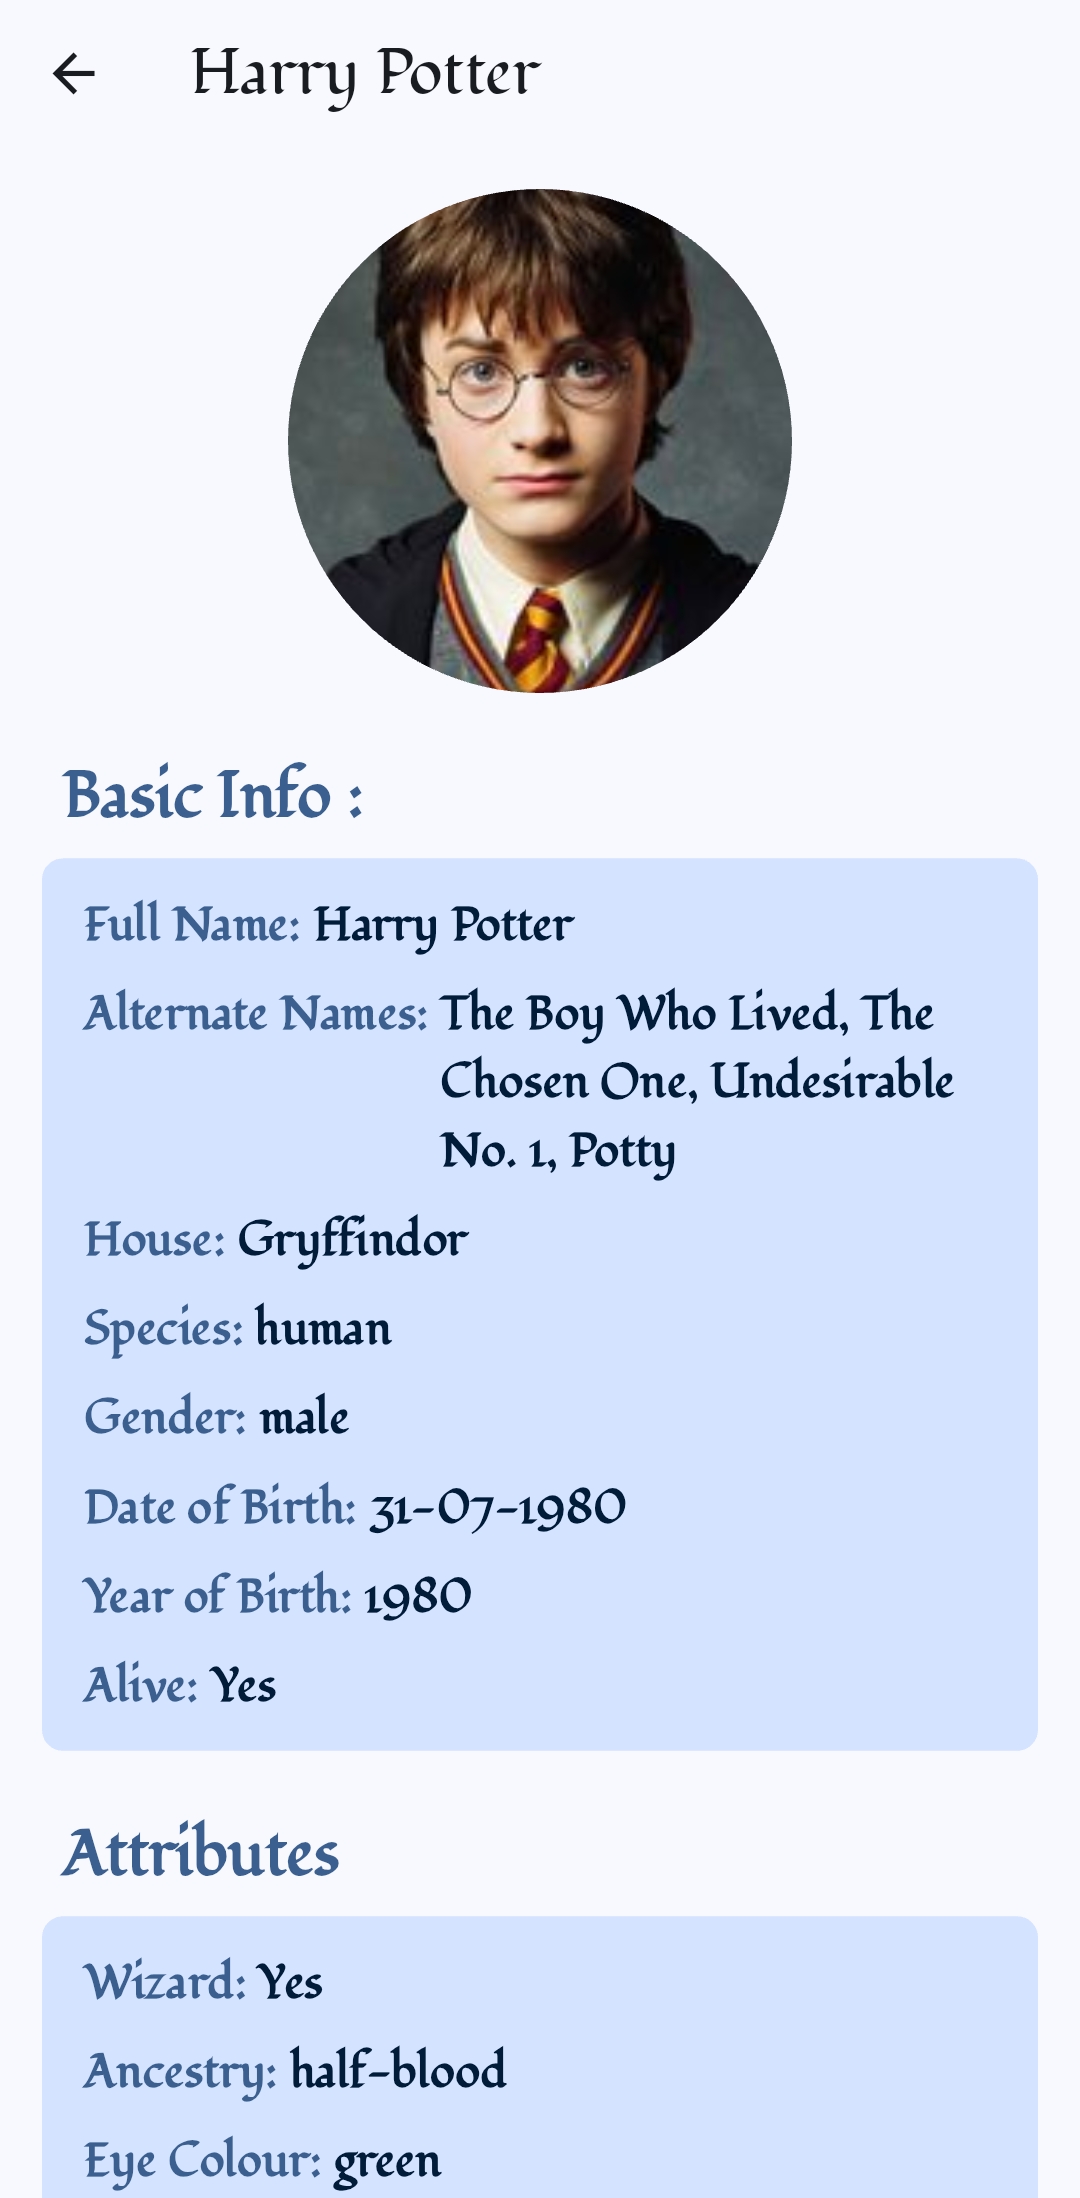 Harry Potter
Basic Info :
Full Name: Harry Potter
Alternate Names: The Boy Who Lived, The
Chosen One, Undesirable
No. 1, Potty
House: Gryffindor
Species: human
Gender: male
Date of Birth: 31-07-1980
Year of Birth: 1980
Alive: Yes
Attributes
Wizard: Yes
Ancestry: half-blood
Eye Colour: green